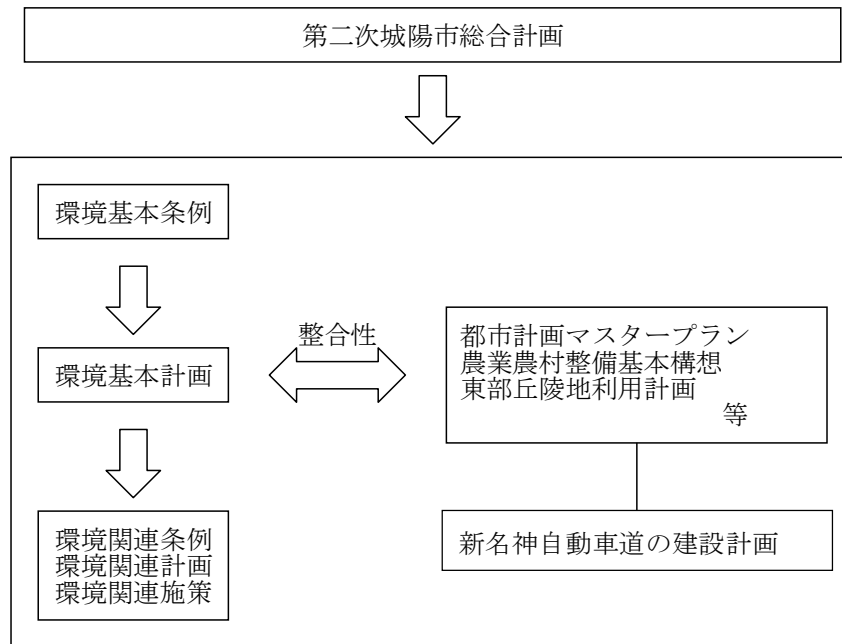 第二次城陽市総合計画
環境基本条例
環境基本計画
整合性
都市計画マスタープラン
農業農村整備基本構想
東部丘陵地利用計画
等
環境関連条例
環境関連計画
環境関連施策
新名神自動車道の建設計画